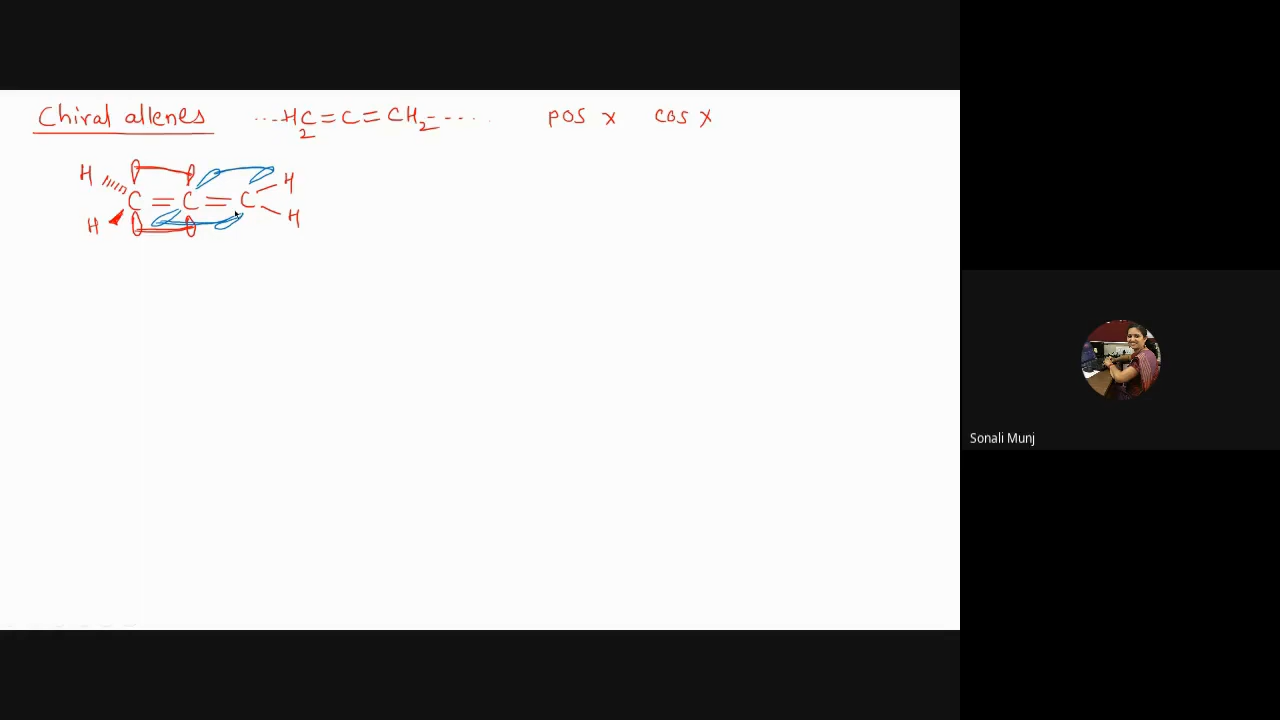 Chiral allenes ...H₂C=C=CH₂-.... POS x COS x
H
C = C = C
H
H
H
Sonali Munj